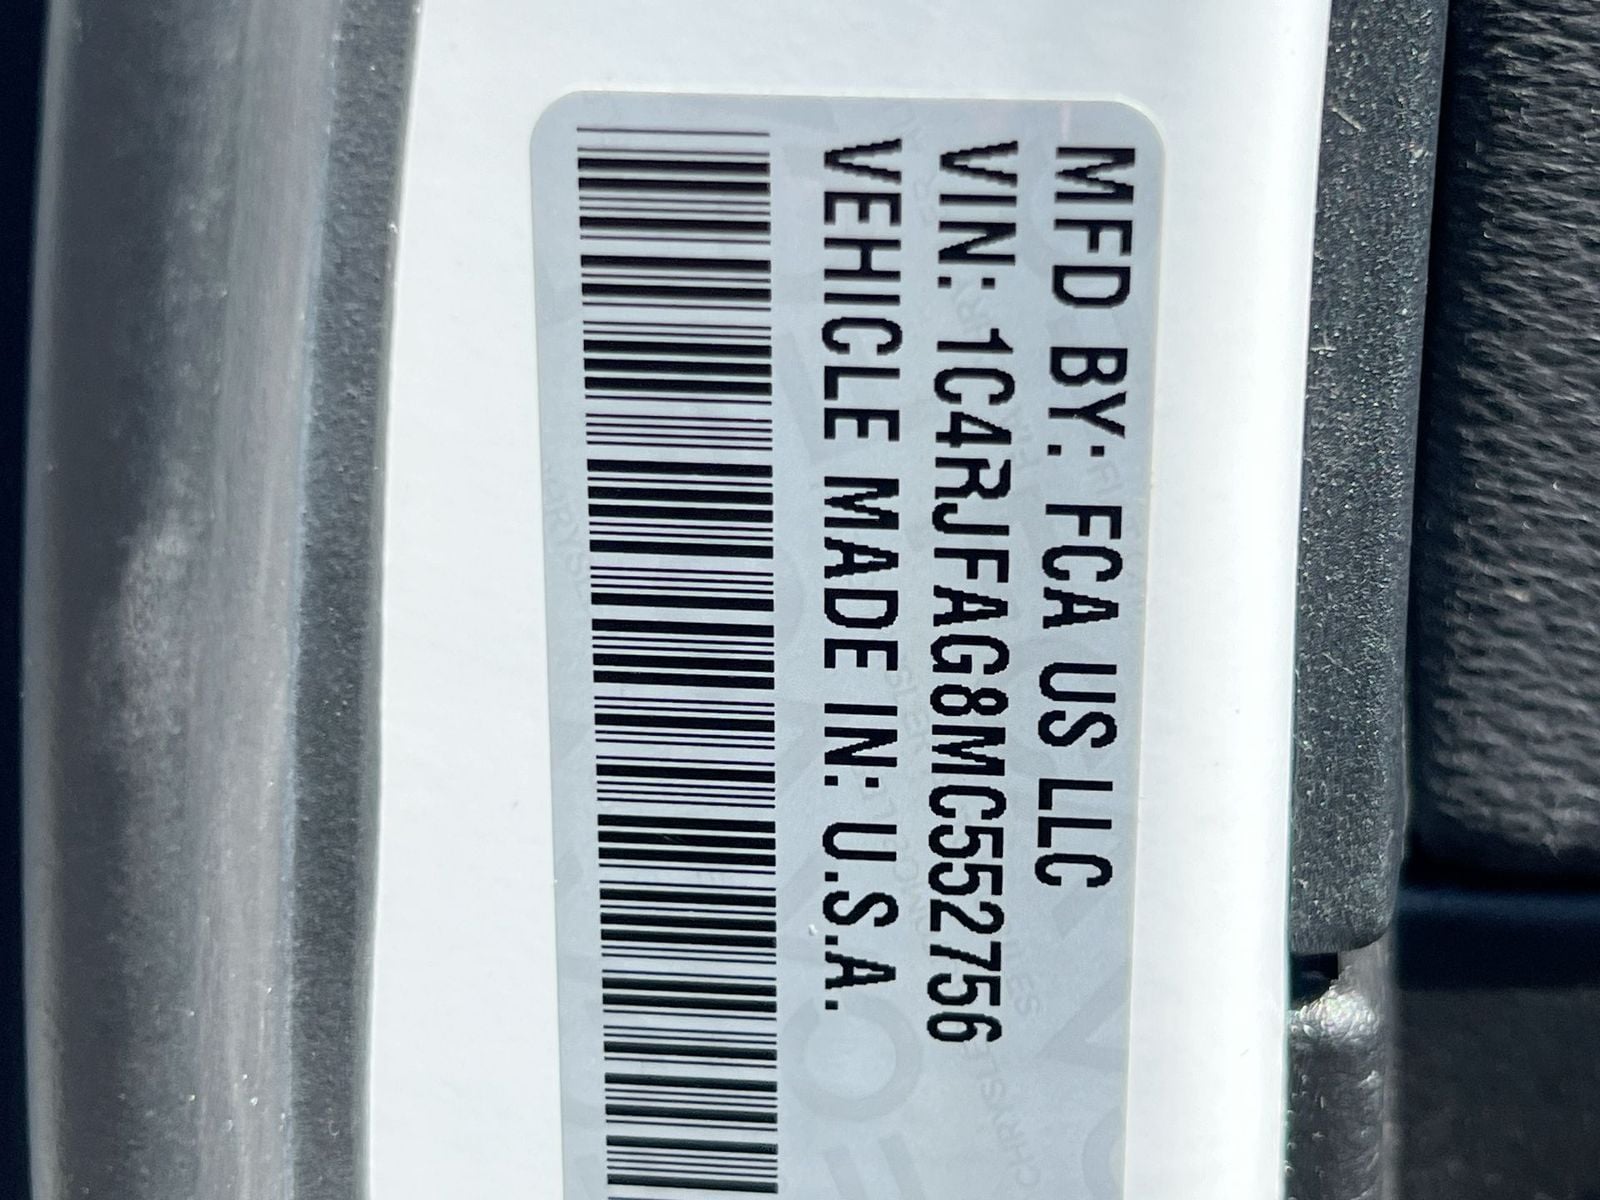 MFD BY: FCA US LLC
VIN: 1C4RJFAG8MC552756
VEHICLE MADE IN: U.S.A.